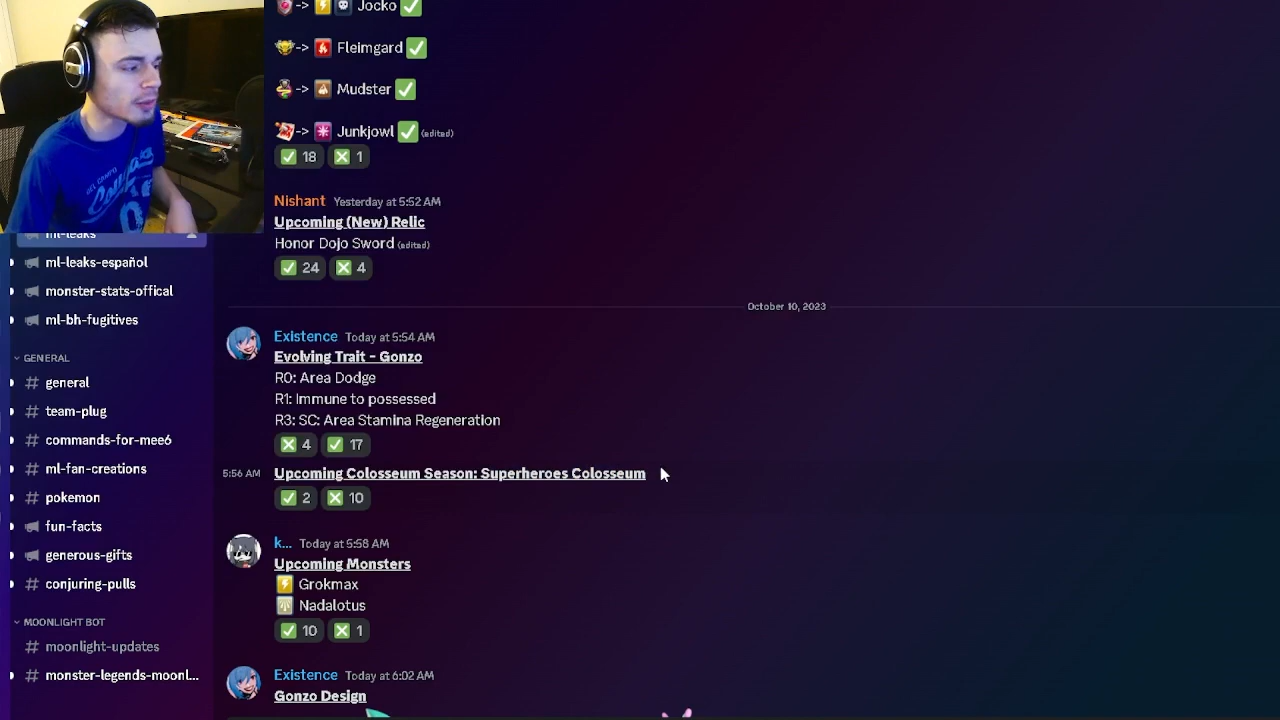 -> Jocko
-> Fleimgard
-> Mudster
-> Junkjowl (edited)
18 1
Nishant Yesterday at 5:52 AM
Upcoming (New) Relic
Honor Dojo Sword (edited)
24 4
October 10, 2023
Existence Today at 5:54 AM
Evolving Trait - Gonzo
R0: Area Dodge
R1: Immune to possessed
R3: SC: Area Stamina Regeneration
4 17
5:56 AM Upcoming Colosseum Season: Superheroes Colosseum
2 10
k... Today at 5:58 AM
Upcoming Monsters
Grokmax
Nadalotus
10 1
Existence Today at 6:02 AM
Gonzo Design
ml-leaks
ml-leaks-español
monster-stats-offical
ml-bh-fugitives
GENERAL
# general
# team-plug
# commands-for-mee6
# ml-fan-creations
# pokemon
fun-facts
generous-gifts
# conjuring-pulls
MOONLIGHT BOT
# moonlight-updates
# monster-legends-moonl...